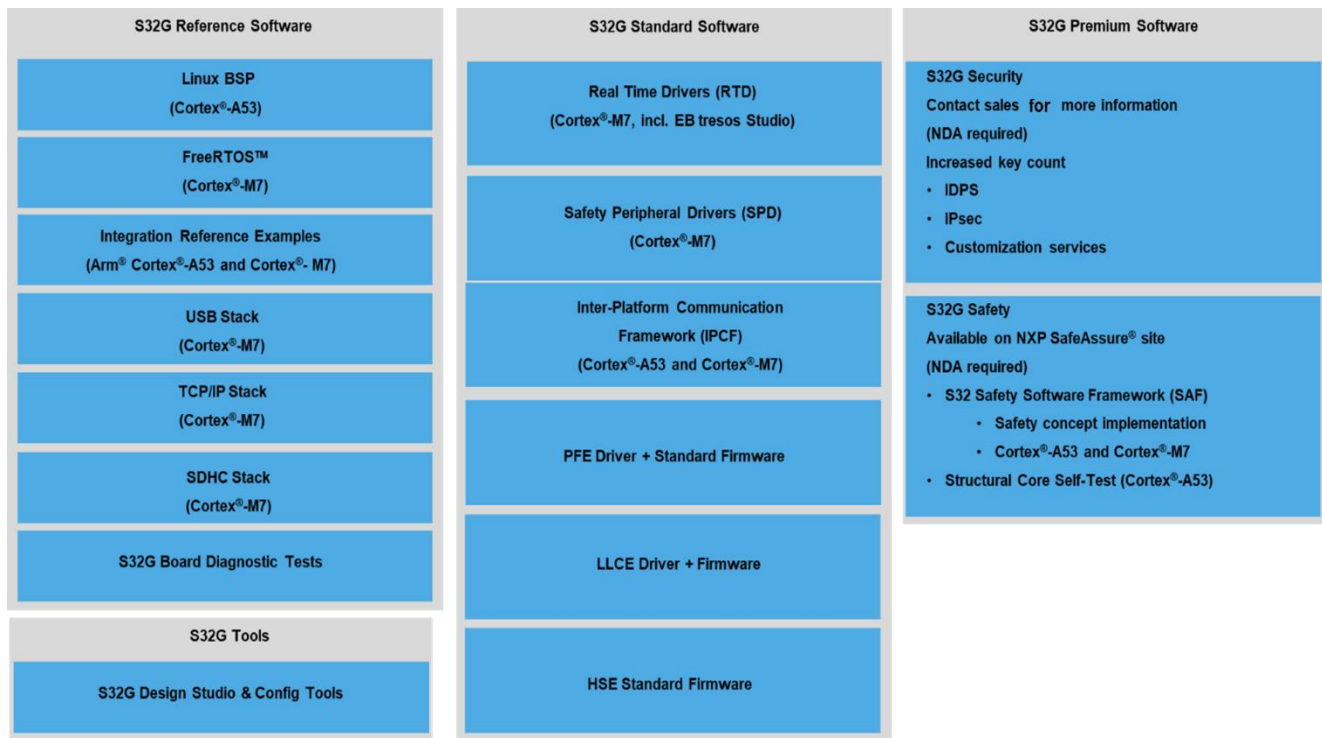 S32G Reference Software
Linux BSP
(Cortex®-A53)
FreeRTOS™
(Cortex®-M7)
Integration Reference Examples
(Arm® Cortex®-A53 and Cortex®- M7)
USB Stack
(Cortex®-M7)
TCP/IP Stack
(Cortex®-M7)
SDHC Stack
(Cortex®-M7)
S32G Board Diagnostic Tests
S32G Tools
S32G Design Studio & Config Tools
S32G Standard Software
Real Time Drivers (RTD)
(Cortex®-M7, incl. EB tresos Studio)
Safety Peripheral Drivers (SPD)
(Cortex®-M7)
Inter-Platform Communication
Framework (IPCF)
(Cortex®-A53 and Cortex®-M7)
PFE Driver + Standard Firmware
LLCE Driver + Firmware
HSE Standard Firmware
S32G Premium Software
S32G Security
Contact sales for more information
(NDA required)
Increased key count
• IDPS
• IPsec
• Customization services
S32G Safety
Available on NXP SafeAssure® site
(NDA required)
• S32 Safety Software Framework (SAF)
• Safety concept implementation
• Cortex®-A53 and Cortex®-M7
• Structural Core Self-Test (Cortex®-A53)